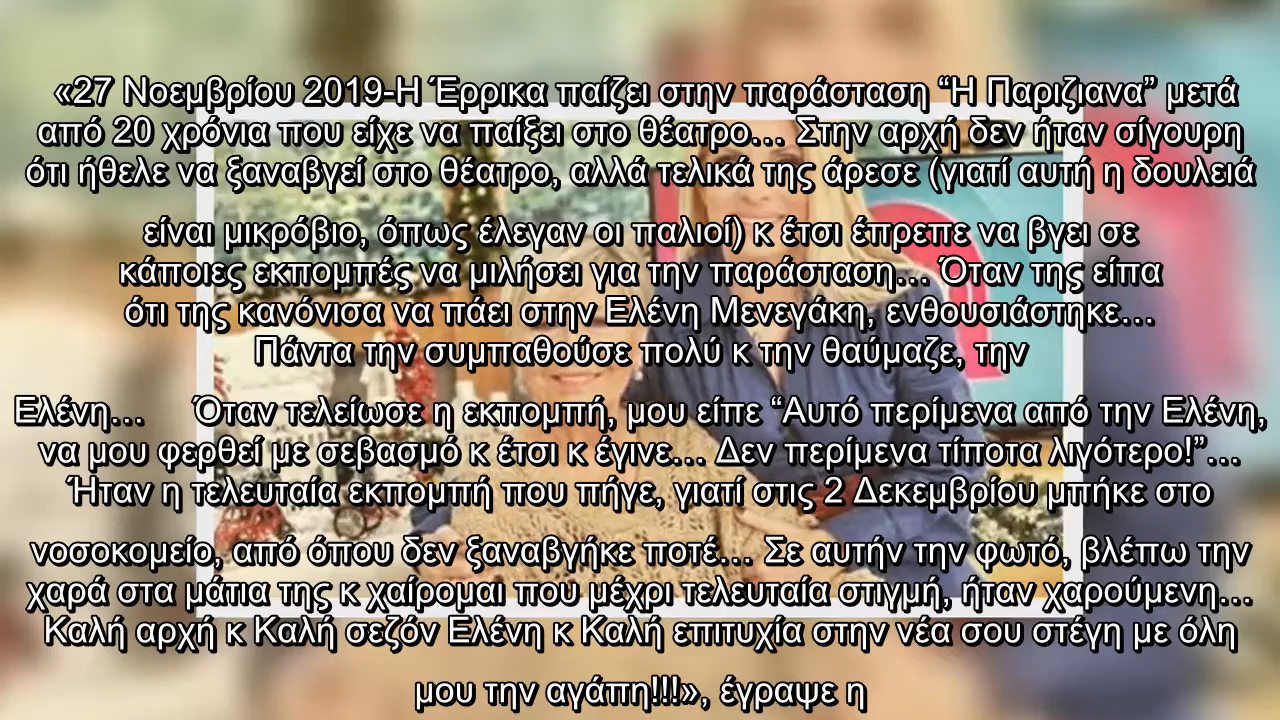 «27 Νοεμβρίου 2019-Η Έρρικα παίζει στην παράσταση “Η Παριζιανα” μετά
από 20 χρόνια που είχε να παίξει στο θέατρο… Στην αρχή δεν ήταν σίγουρη
ότι ήθελε να ξαναβγεί στο θέατρο, αλλά τελικά της άρεσε (γιατί αυτή η δουλειά
είναι μικρόβιο, όπως έλεγαν οι παλιοί) κ έτσι έπρεπε να βγει σε
κάποιες εκπομπές να μιλήσει για την παράσταση… Όταν της είπα
ότι της κανόνισα να πάει στην Ελένη Μενεγάκη, ενθουσιάστηκε…
Πάντα την συμπαθούσε πολύ κ την θαύμαζε, την
Ελένη… Όταν τελείωσε η εκπομπή, μου είπε “Αυτό περίμενα από την Ελένη,
να μου φερθεί με σεβασμό κ έτσι κ έγινε… Δεν περίμενα τίποτα λιγότερο!”…
Ήταν η τελευταία εκπομπή που πήγε, γιατί στις 2 Δεκεμβρίου μπήκε στο
νοσοκομείο, από όπου δεν ξαναβγήκε ποτέ… Σε αυτήν την φωτό, βλέπω την
χαρά στα μάτια της κ χαίρομαι που μέχρι τελευταία στιγμή, ήταν χαρούμενη…
Καλή αρχή κ Καλή σεζόν Ελένη κ Καλή επιτυχία στην νέα σου στέγη με όλη
μου την αγάπη!!!», έγραψε η